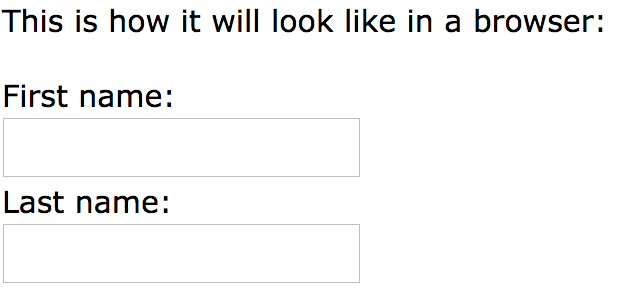 This is how it will look like in a browser:
First name:
Last name: